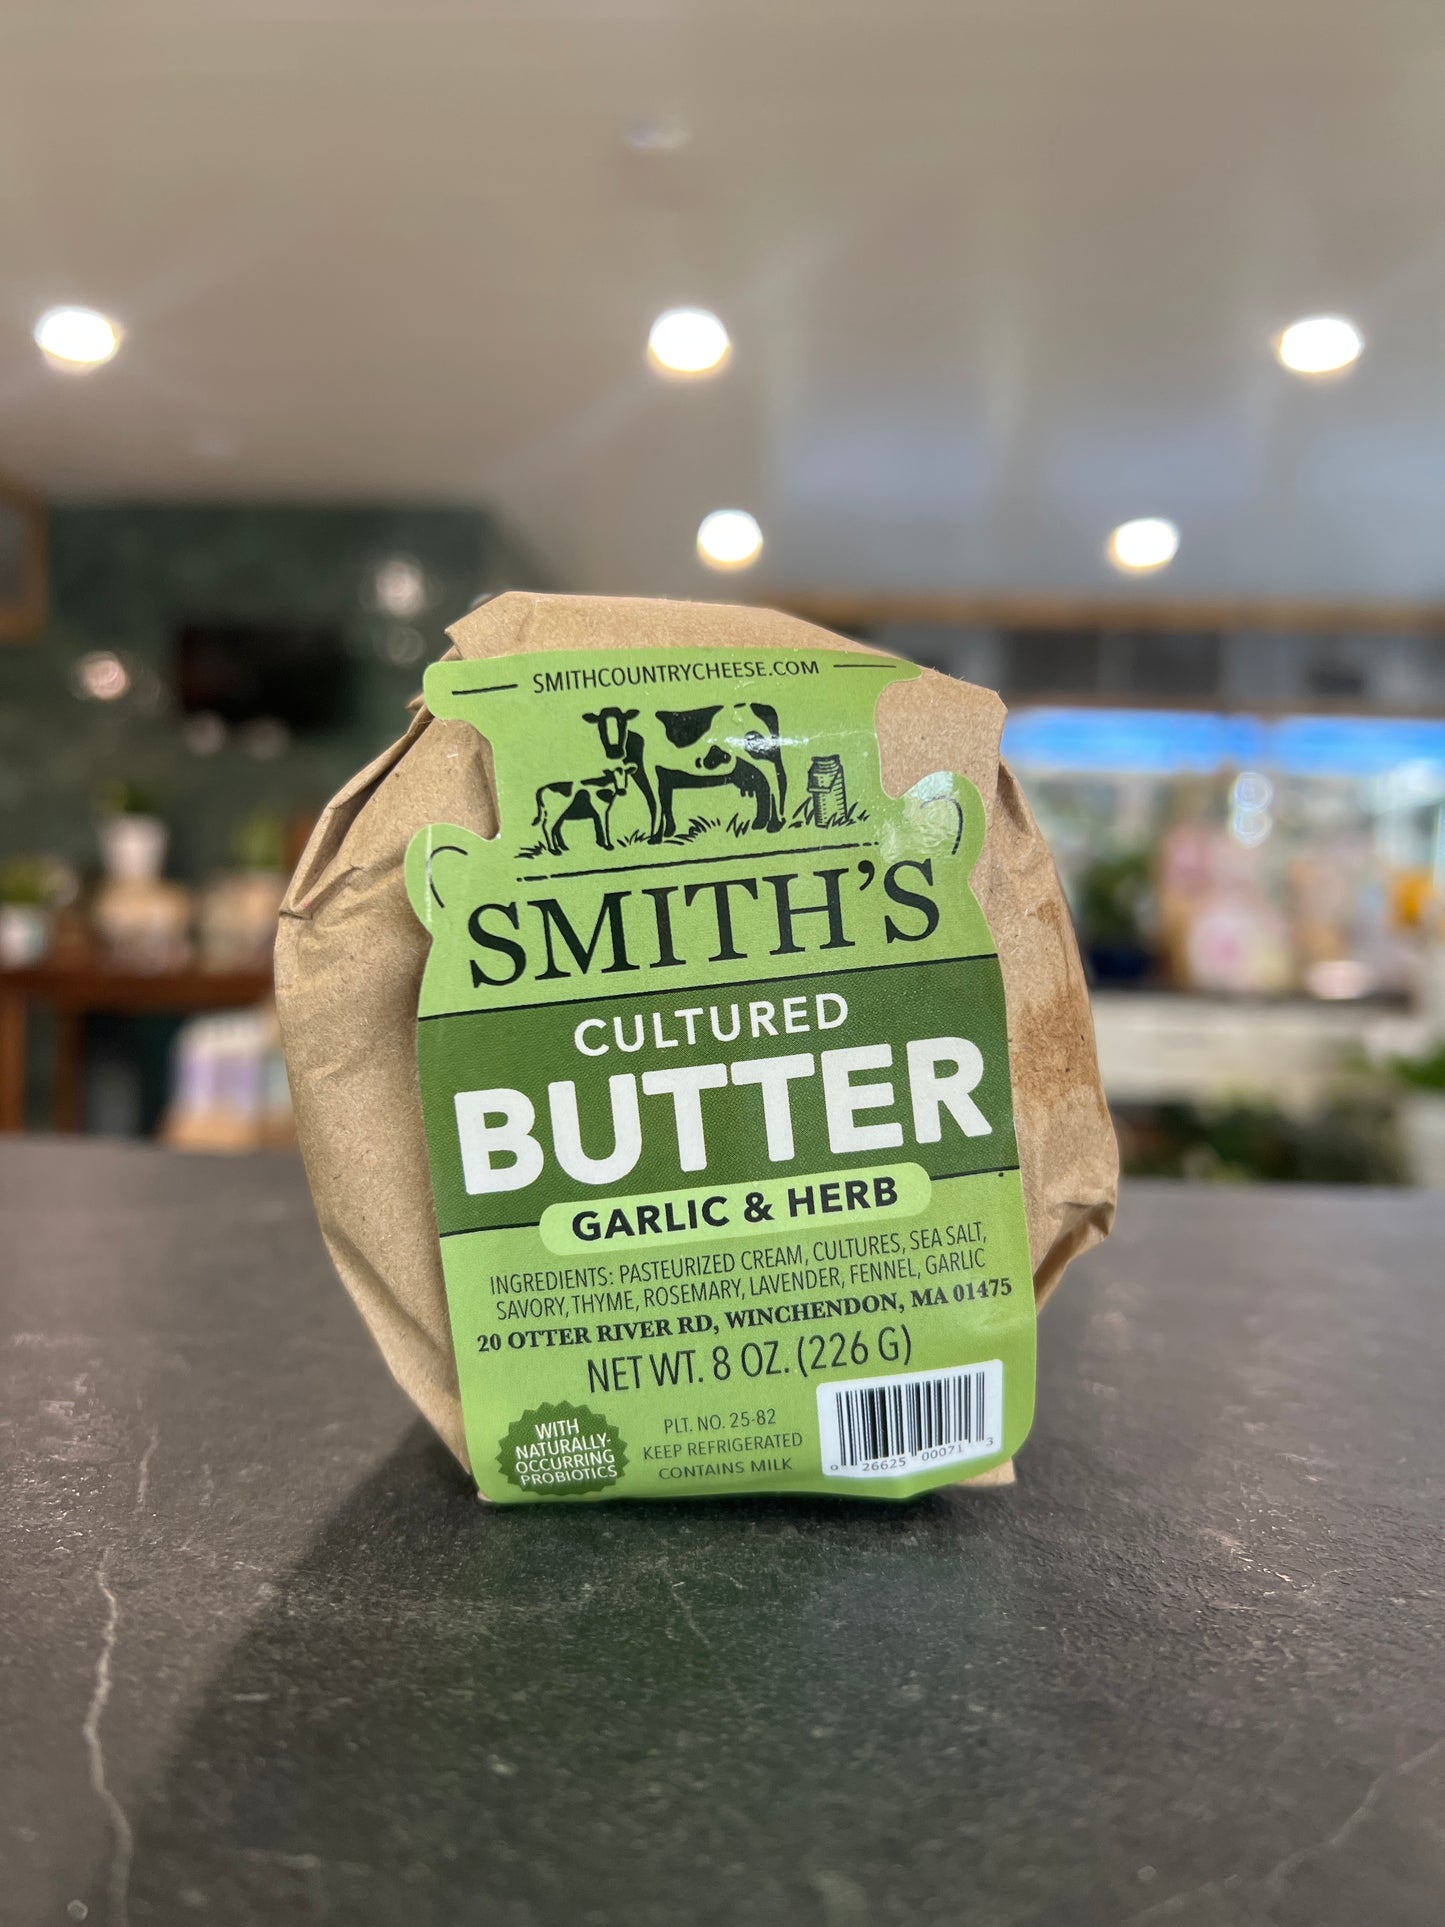 SMITHCOUNTRYCHEESE.COM
SMITH'S
CULTURED
BUTTER
GARLIC & HERB
INGREDIENTS: PASTEURIZED CREAM, CULTURES, SEA SALT,
SAVORY, THYME, ROSEMARY, LAVENDER, FENNEL, GARLIC
20 OTTER RIVER RD, WINCHENDON, MA 01475
NET WT. 8 OZ. (226 G)
WITH
NATURALLY-
OCCURRING
PROBIOTICS
PLT. NO. 25-82
KEEP REFRIGERATED
CONTAINS MILK
0 26625 00071 3